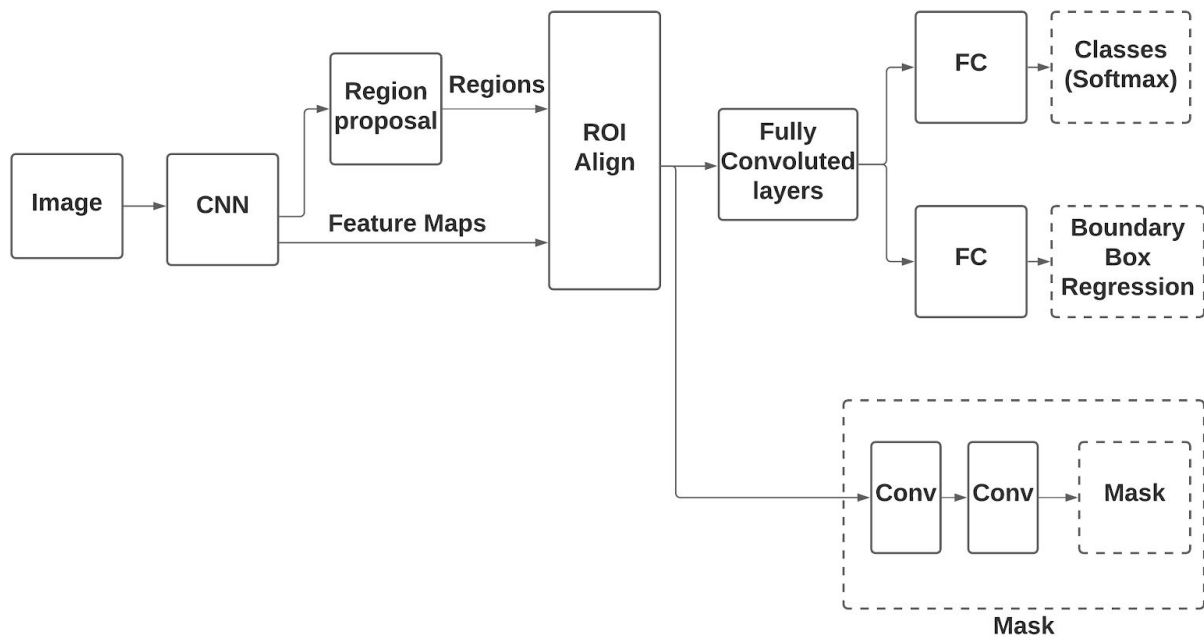 Image
CNN
Region
proposal
Regions
Feature Maps
ROI
Align
Fully
Convoluted
layers
FC
Classes
(Softmax)
FC
Boundary
Box
Regression
Conv
Conv
Mask
Mask